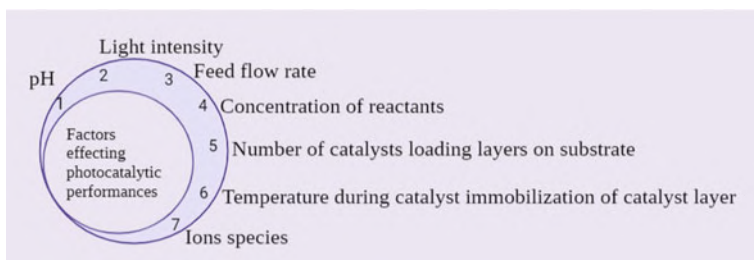 Light intensity
pH
2
3
Feed flow rate
1
4
Concentration of reactants
Factors
effecting
photocatalytic
performances
5
Number of catalysts loading layers on substrate
6
Temperature during catalyst immobilization of catalyst layer
7
Ions species